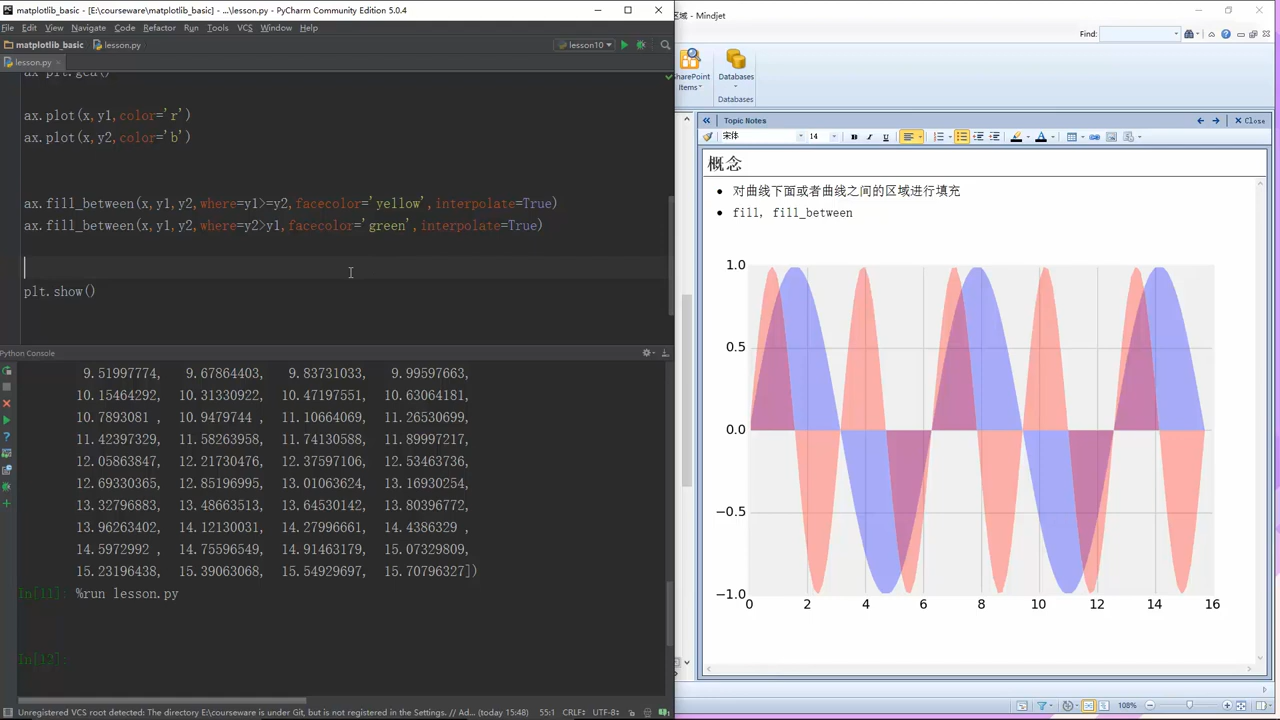 matplotlib_basic - [E:\courseware\matplotlib_basic] - ...\lesson.py - PyCharm Community Edition 5.0.4
File Edit View Navigate Code Refactor Run Tools VCS Window Help
matplotlib_basic lesson.py
lesson10
lesson.py
ax.plot(x,y1,color='r')
ax.plot(x,y2,color='b')
ax.fill_between(x,y1,y2,where=y1>=y2,facecolor='yellow',interpolate=True)
ax.fill_between(x,y1,y2,where=y2>y1,facecolor='green',interpolate=True)
plt.show()
Python Console
9.51997774, 9.67864403, 9.83731033, 9.99597663,
10.15464292, 10.31330922, 10.47197551, 10.63064181,
10.7893081 , 10.9479744 , 11.10664069, 11.26530699,
11.42397329, 11.58263958, 11.74130588, 11.89997217,
12.05863847, 12.21730476, 12.37597106, 12.53463736,
12.69330365, 12.85196995, 13.01063624, 13.16930254,
13.32796883, 13.48663513, 13.64530142, 13.80396772,
13.96263402, 14.12130031, 14.27996661, 14.4386329 ,
14.5972992 , 14.75596549, 14.91463179, 15.07329809,
15.23196438, 15.39063068, 15.54929697, 15.70796327])
In[11]: %run lesson.py
In[12]:
Unregistered VCS root detected: The directory E:\courseware is under Git, but is not registered in the Settings. // Ad... (today 15:48) 55:1 CRLF÷ UTF-8÷
区域 - Mindjet
Find:
SharePoint Items
Databases
Databases
Topic Notes
Close
宋体 14
概念
• 对曲线下面或者曲线之间的区域进行填充
• fill, fill_between
1.0
0.5
0.0
−0.5
−1.0
0 2 4 6 8 10 12 14 16
108%